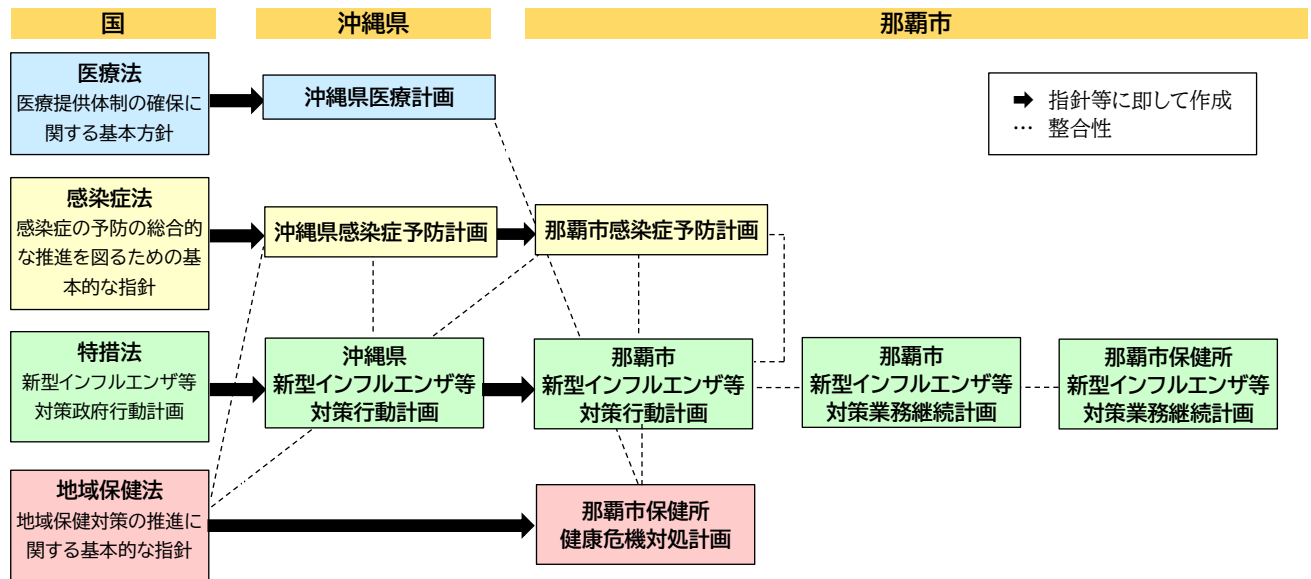 国
沖縄県
那覇市
医療法
医療提供体制の確保に
関する基本方針
沖縄県医療計画
➡ 指針等に即して作成
… 整合性
感染症法
感染症の予防の総合的
な推進を図るための基
本的な指針
沖縄県感染症予防計画
那覇市感染症予防計画
特措法
新型インフルエンザ等
対策政府行動計画
沖縄県
新型インフルエンザ等
対策行動計画
那覇市
新型インフルエンザ等
対策行動計画
那覇市
新型インフルエンザ等
対策業務継続計画
那覇市保健所
新型インフルエンザ等
対策業務継続計画
地域保健法
地域保健対策の推進に
関する基本的な指針
那覇市保健所
健康危機対処計画